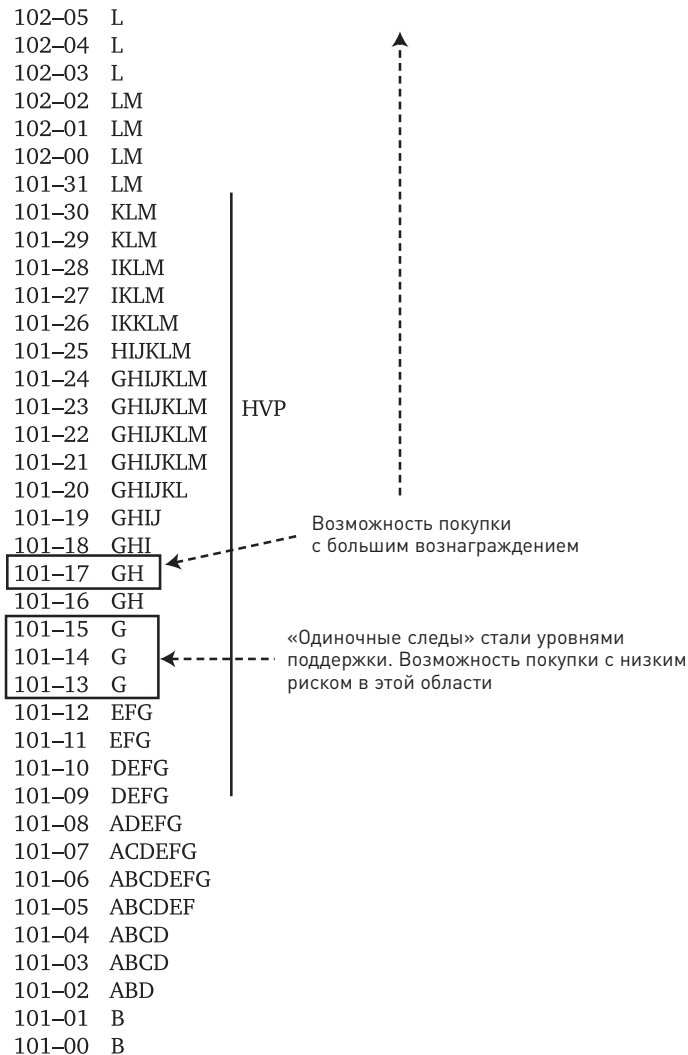 102–05 L
102–04 L
102–03 L
102–02 LM
102–01 LM
102–00 LM
101–31 LM
101–30 KLM
101–29 KLM
101–28 IKLM
101–27 IKLM
101–26 IKKLM
101–25 HIJKLM
101–24 GHIJKLM
101–23 GHIJKLM
HVP
101–22 GHIJKLM
101–21 GHIJKLM
101–20 GHIJKL
101–19 GHIJ
Возможность покупки
с большим вознаграждением
101–18 GHI
101–17 GH
101–16 GH
101–15 G
101–14 G
101–13 G
«Одиночные следы» стали уровнями
поддержки. Возможность покупки с низким
риском в этой области
101–12 EFG
101–11 EFG
101–10 DEFG
101–09 DEFG
101–08 ADEFG
101–07 ACDEFG
101–06 ABCDEFG
101–05 ABCDEF
101–04 ABCD
101–03 ABCD
101–02 ABD
101–01 B
101–00 B